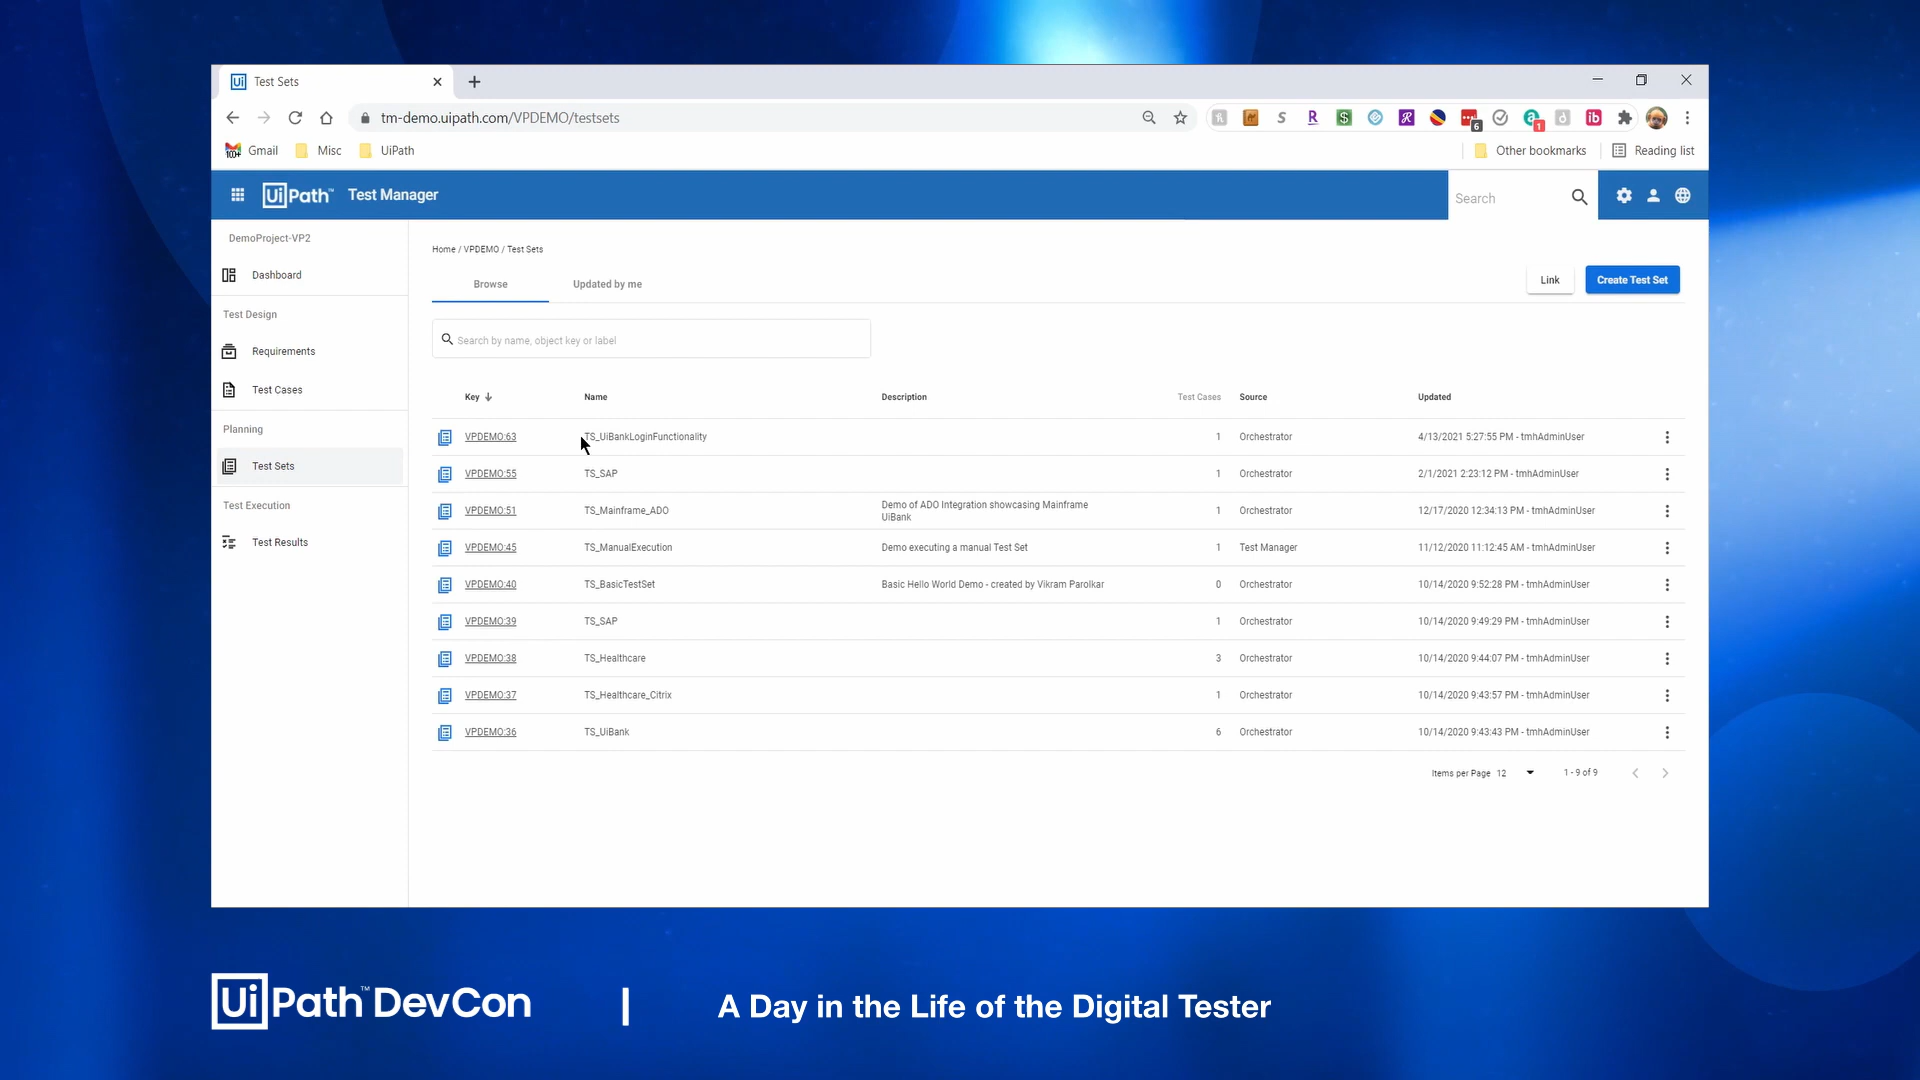 Test Sets
tm-demo.uipath.com/VPDEMO/testsets
6
1
Gmail
Misc
UiPath
Other bookmarks
Reading list
UiPath™ Test Manager
Search
DemoProject-VP2
Dashboard
Test Design
Requirements
Test Cases
Planning
Test Sets
Test Execution
Test Results
Home / VPDEMO / Test Sets
Browse
Updated by me
Link
Create Test Set
Search by name, object key or label
Key Name Description Test Cases Source Updated
VPDEMO:63 TS_UiBankLoginFunctionality 1 Orchestrator 4/13/2021 5:27:55 PM - tmhAdminUser
VPDEMO:55 TS_SAP 1 Orchestrator 2/1/2021 2:23:12 PM - tmhAdminUser
VPDEMO:51 TS_Mainframe_ADO Demo of ADO Integration showcasing Mainframe
UiBank 1 Orchestrator 12/17/2020 12:34:13 PM - tmhAdminUser
VPDEMO:45 TS_ManualExecution Demo executing a manual Test Set 1 Test Manager 11/12/2020 11:12:45 AM - tmhAdminUser
VPDEMO:40 TS_BasicTestSet Basic Hello World Demo - created by Vikram Parolkar 0 Orchestrator 10/14/2020 9:52:28 PM - tmhAdminUser
VPDEMO:39 TS_SAP 1 Orchestrator 10/14/2020 9:49:29 PM - tmhAdminUser
VPDEMO:38 TS_Healthcare 3 Orchestrator 10/14/2020 9:44:07 PM - tmhAdminUser
VPDEMO:37 TS_Healthcare_Citrix 1 Orchestrator 10/14/2020 9:43:57 PM - tmhAdminUser
VPDEMO:36 TS_UiBank 6 Orchestrator 10/14/2020 9:43:43 PM - tmhAdminUser
Items per Page 12 1 - 9 of 9
UiPath™ DevCon | A Day in the Life of the Digital Tester